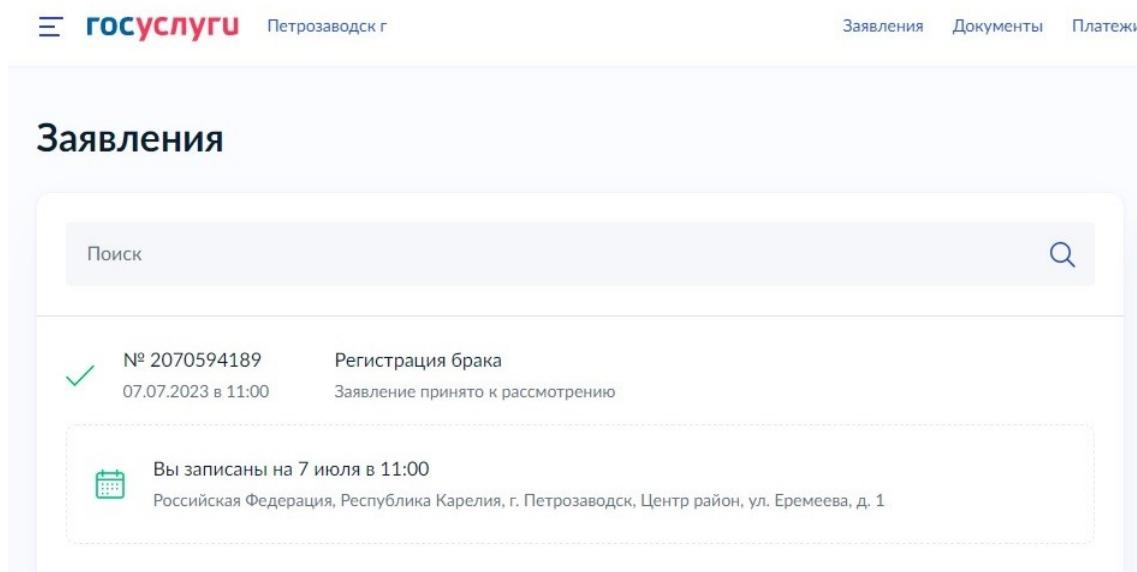 госуслуги Петрозаводск г Заявления Документы Платежи
Заявления
Поиск
№ 2070594189 Регистрация брака
07.07.2023 в 11:00 Заявление принято к рассмотрению
Вы записаны на 7 июля в 11:00
Российская Федерация, Республика Карелия, г. Петрозаводск, Центр район, ул. Еремеева, д. 1